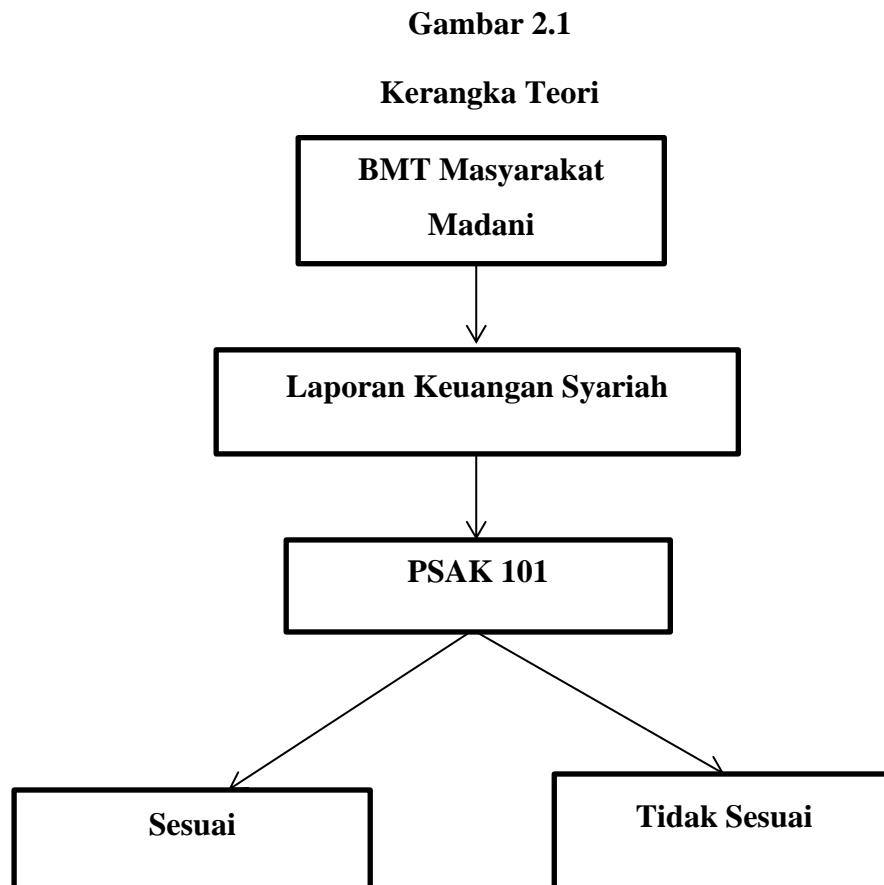 Gambar 2.1
Kerangka Teori
BMT Masyarakat
Madani
Laporan Keuangan Syariah
PSAK 101
Sesuai
Tidak Sesuai